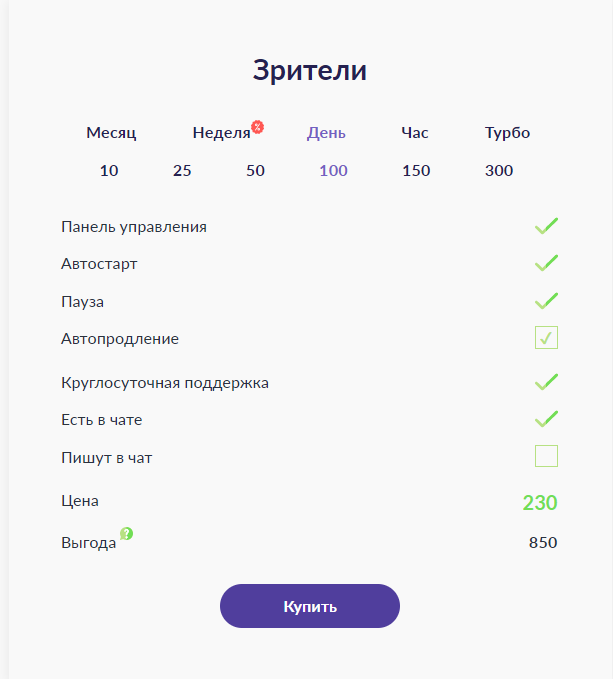 Зрители
Месяц Неделя% День Час Турбо
10 25 50 100 150 300
Панель управления
Автостарт
Пауза
Автопродление
Круглосуточная поддержка
Есть в чате
Пишут в чат
Цена 230
Выгода ? 850
Купить